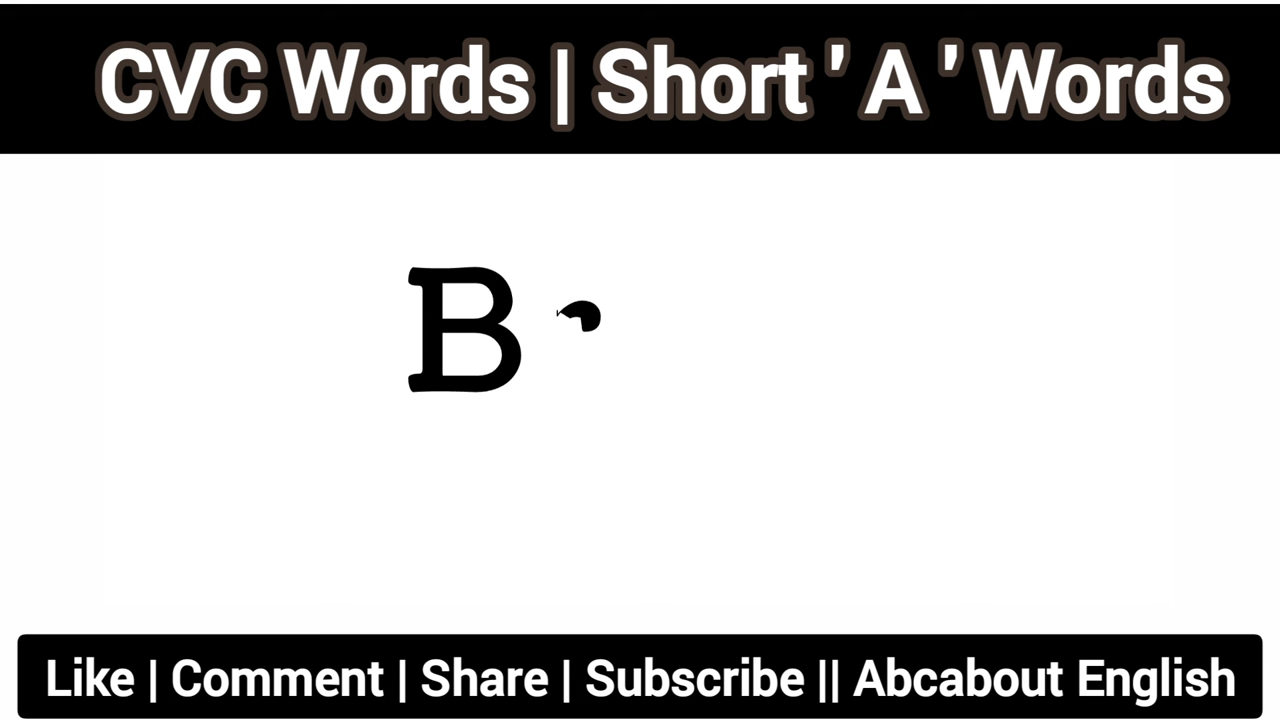 CVC Words | Short ' A ' Words
B
Like | Comment | Share | Subscribe || Abcabout English